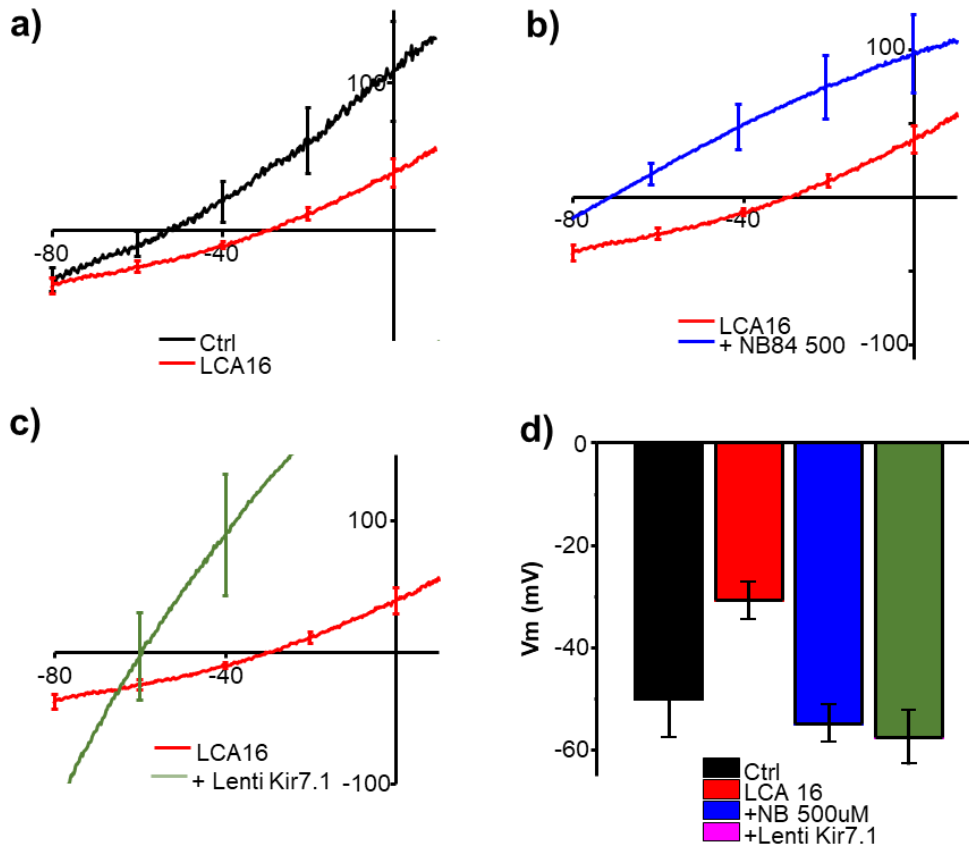 a)
100
-80
-40
Ctrl
LCA16
b)
100
-80
-40
-100
LCA16
+ NB84 500
c)
100
-80
-40
-100
LCA16
+ Lenti Kir7.1
d)
0
-20
-40
-60
Vm (mV)
Ctrl
LCA 16
+NB 500uM
+Lenti Kir7.1